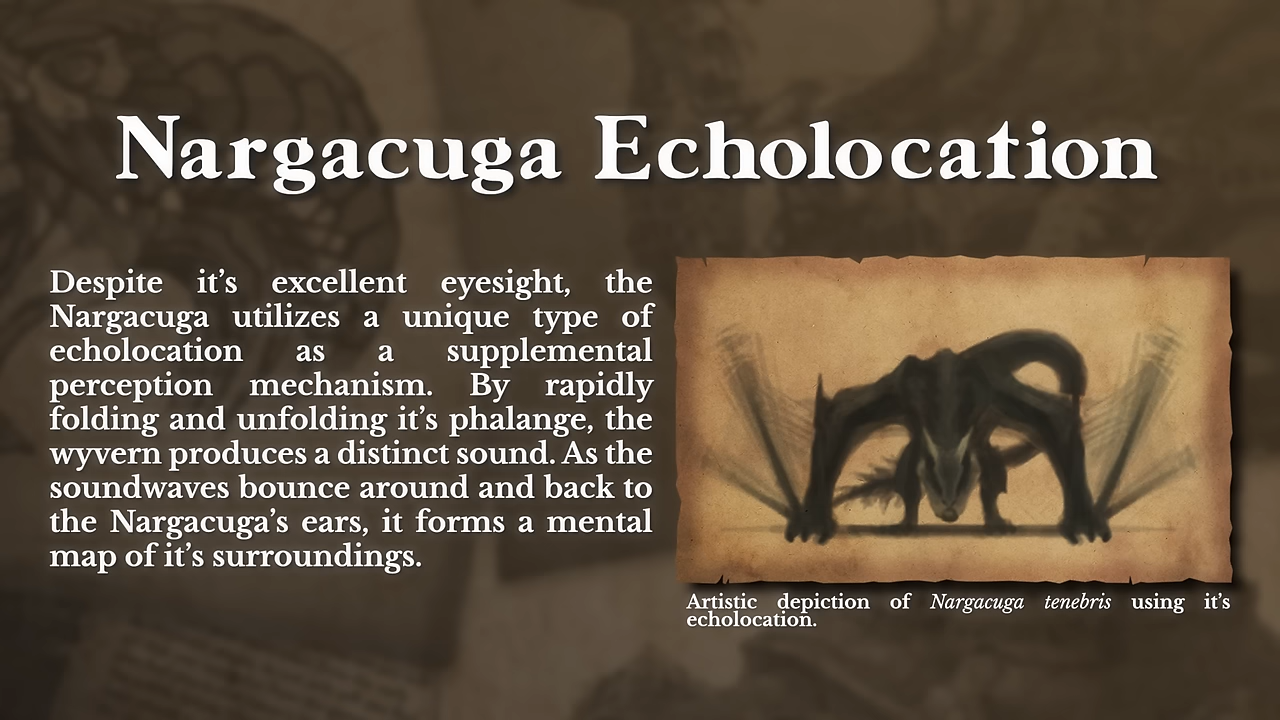 Nargacuga Echolocation
Despite it’s excellent eyesight, the
Nargacuga utilizes a unique type of
echolocation as a supplemental
perception mechanism. By rapidly
folding and unfolding it’s phalange, the
wyvern produces a distinct sound. As the
soundwaves bounce around and back to
the Nargacuga’s ears, it forms a mental
map of it’s surroundings.
Artistic depiction of Nargacuga tenebris using it’s
echolocation.